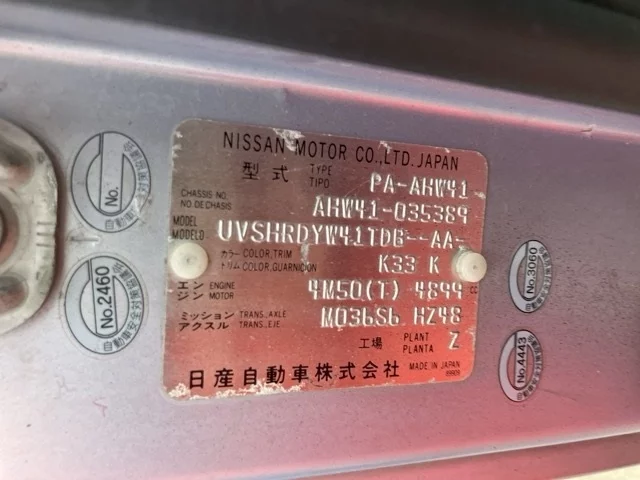 NISSAN MOTOR CO.,LTD.JAPAN
型式 TYPE TIPO PA-AHW41
CHASSIS NO. NO DE CHASIS AHW41-035389
MODEL MODELO UVSHRDYW41TDB--AA-
カラー COLOR,TRIM トリム COLOR,GUARNICION K33 K
エンジン ENGINE MOTOR 4M50(T) 4899 cc
ミッション TRANS.,AXLE アクスル TRANS.,EJE M036S6 HZ48
工場 PLANT PLANTA Z
日産自動車株式会社 MADE IN JAPAN
No.
No.2460
No.3060
No.4443